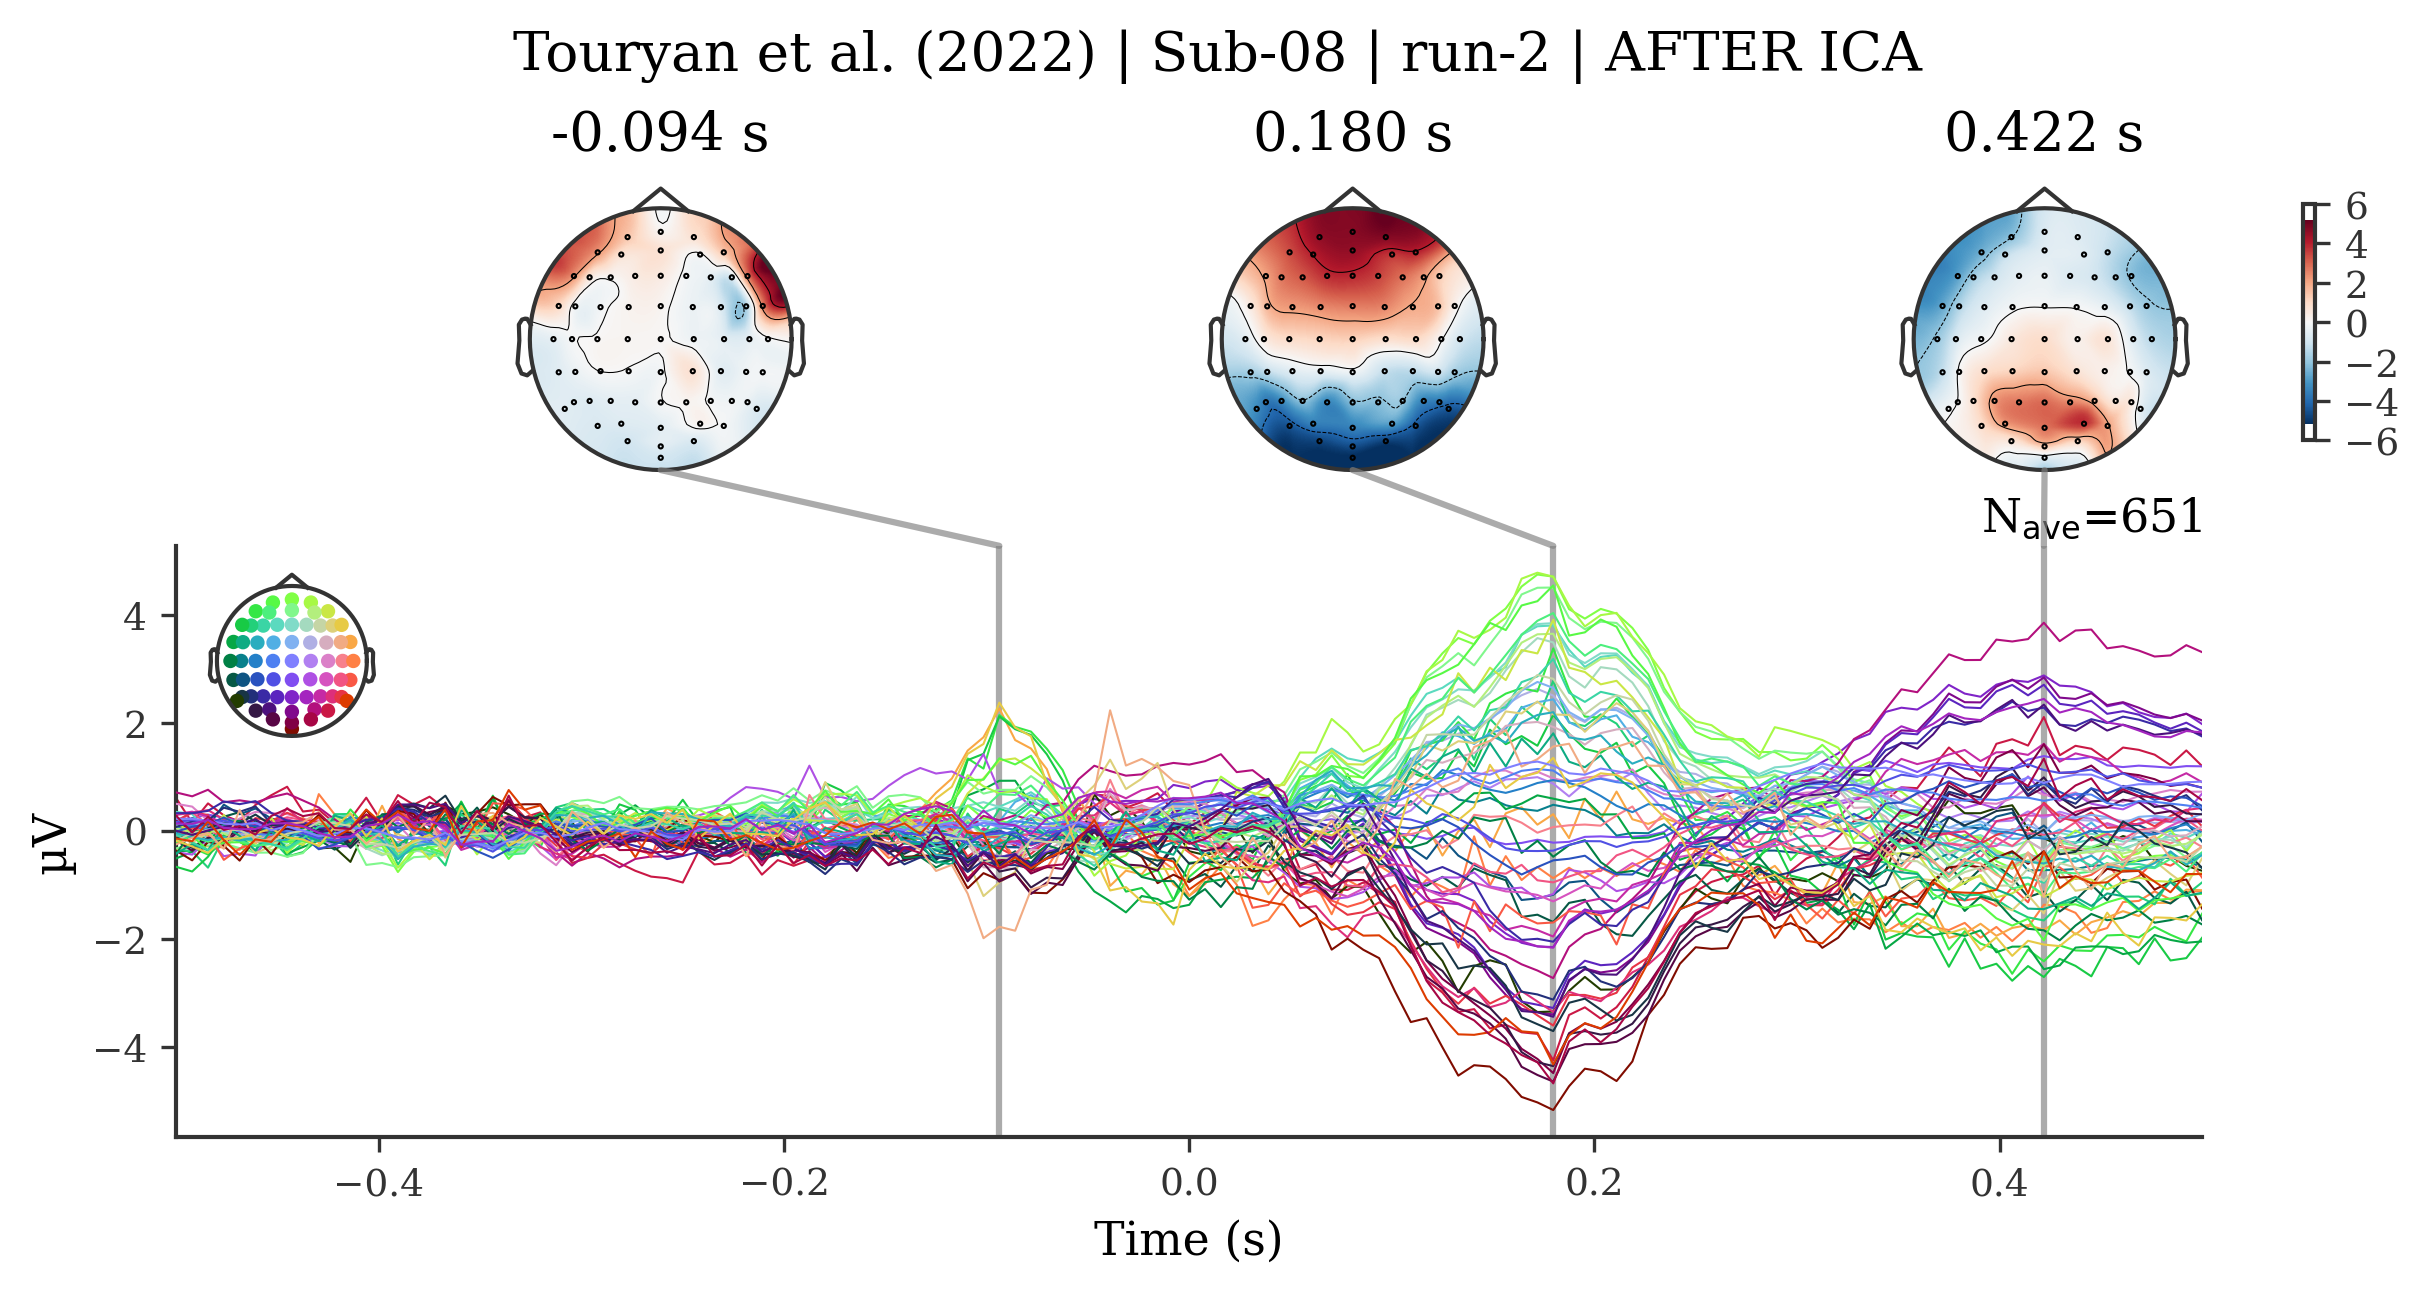 Touryan et al. (2022) | Sub-08 | run-2 | AFTER ICA
-0.094 s
0.180 s
0.422 s
6
4
2
0
−2
−4
−6
Nave=651
4
2
0
−2
−4
µV
−0.4
−0.2
0.0
0.2
0.4
Time (s)